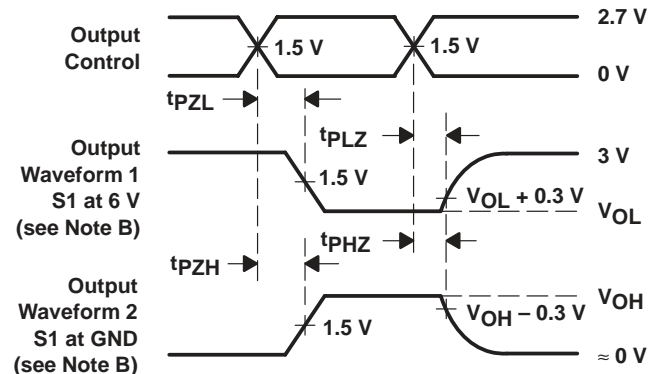 Output
Control
1.5 V
1.5 V
2.7 V
0 V
tPZL
tPLZ
Output
Waveform 1
S1 at 6 V
(see Note B)
1.5 V
3 V
VOL + 0.3 V
VOL
tPZH
tPHZ
Output
Waveform 2
S1 at GND
(see Note B)
1.5 V
VOH
VOH – 0.3 V
≈ 0 V